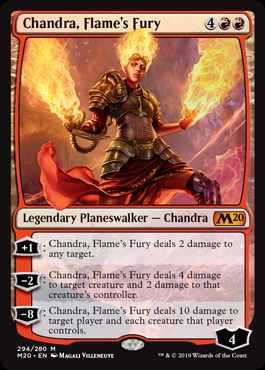 Chandra, Flame's Fury 4
Legendary Planeswalker — Chandra M20
+1: Chandra, Flame's Fury deals 2 damage to
any target.
−2: Chandra, Flame's Fury deals 4 damage
to target creature and 2 damage to that
creature's controller.
−8: Chandra, Flame's Fury deals 10 damage to
target player and each creature that player
controls.
4
294/280 M
M20 • EN Magali Villeneuve
™ & © 2019 Wizards of the Coast